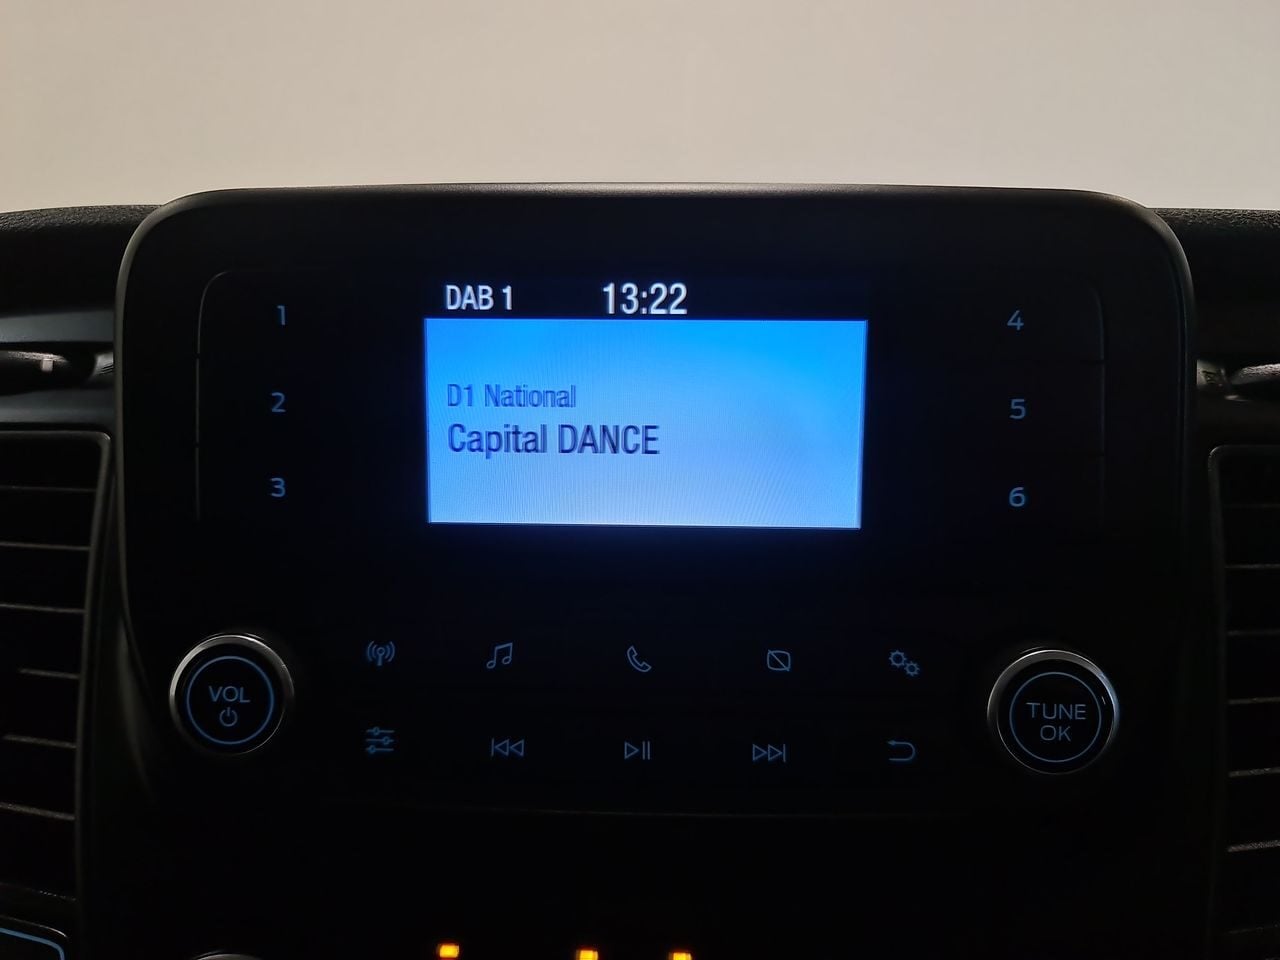 DAB 1 13:22
D1 National
Capital DANCE
1
2
3
4
5
6
VOL
TUNE
OK